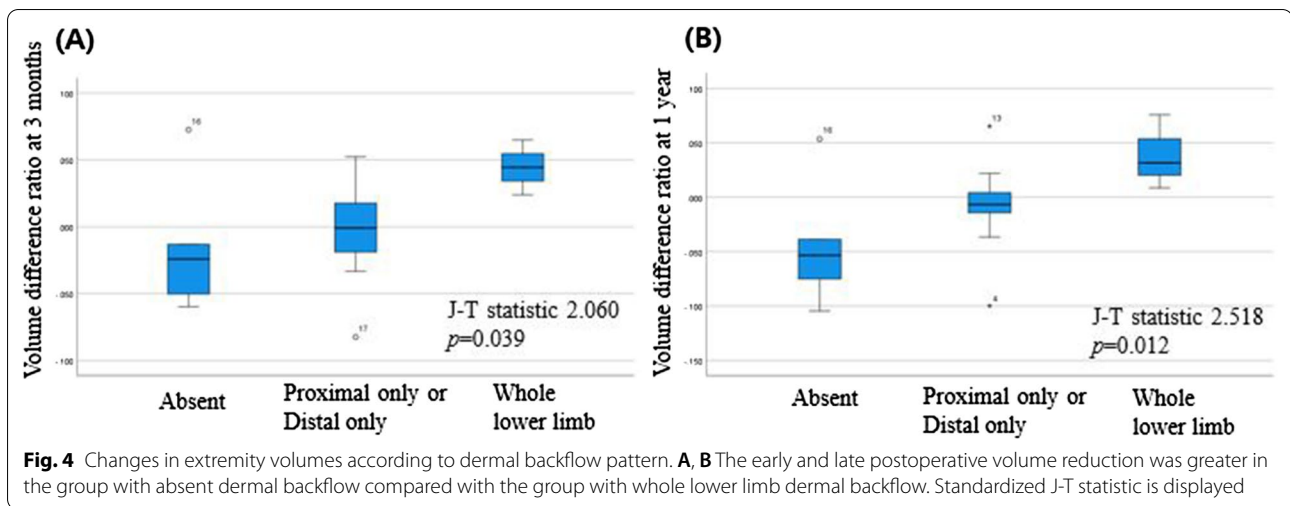 (A)
Volume difference ratio at 3 months
100
050
000
-.050
-.100
16
17
J-T statistic 2.060
p=0.039
Absent
Proximal only or
Distal only
Whole
lower limb
(B)
Volume difference ratio at 1 year
.100
.050
.000
-.050
-.100
-.150
16
13
4
J-T statistic 2.518
p=0.012
Absent
Proximal only or
Distal only
Whole
lower limb
Fig. 4 Changes in extremity volumes according to dermal backflow pattern. A, B The early and late postoperative volume reduction was greater in
the group with absent dermal backflow compared with the group with whole lower limb dermal backflow. Standardized J-T statistic is displayed